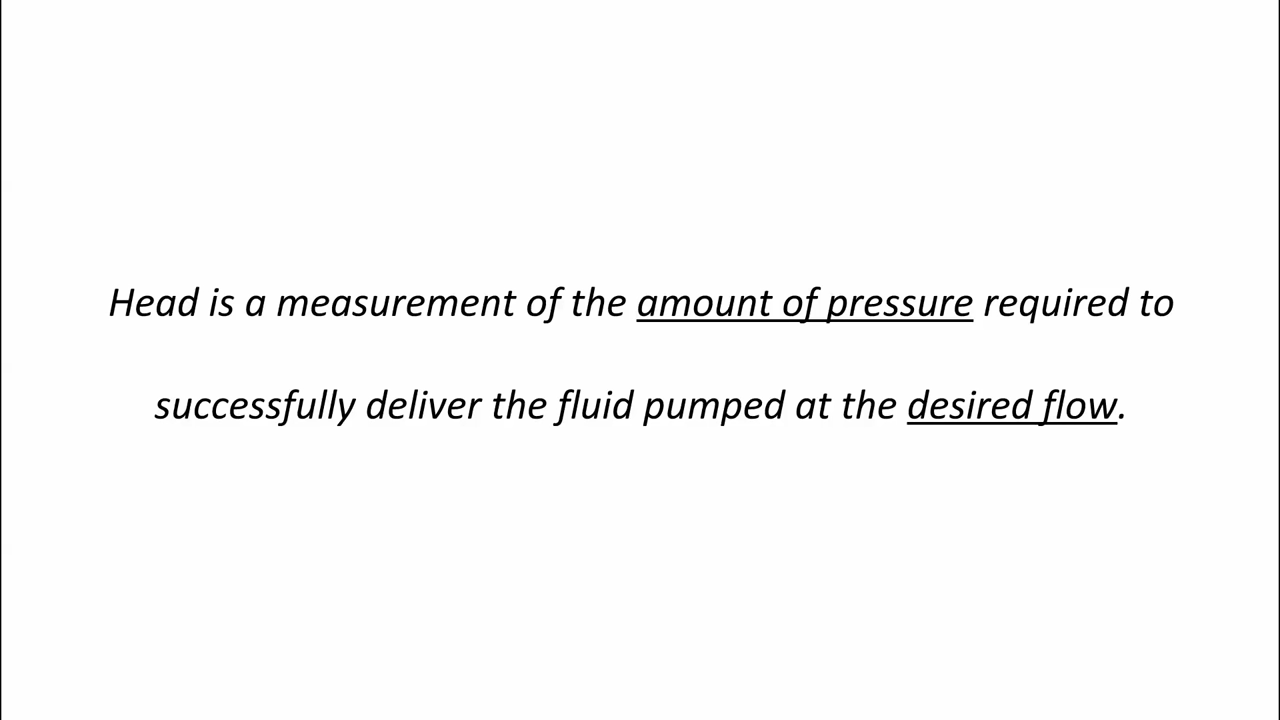 Head is a measurement of the amount of pressure required to
successfully deliver the fluid pumped at the desired flow.